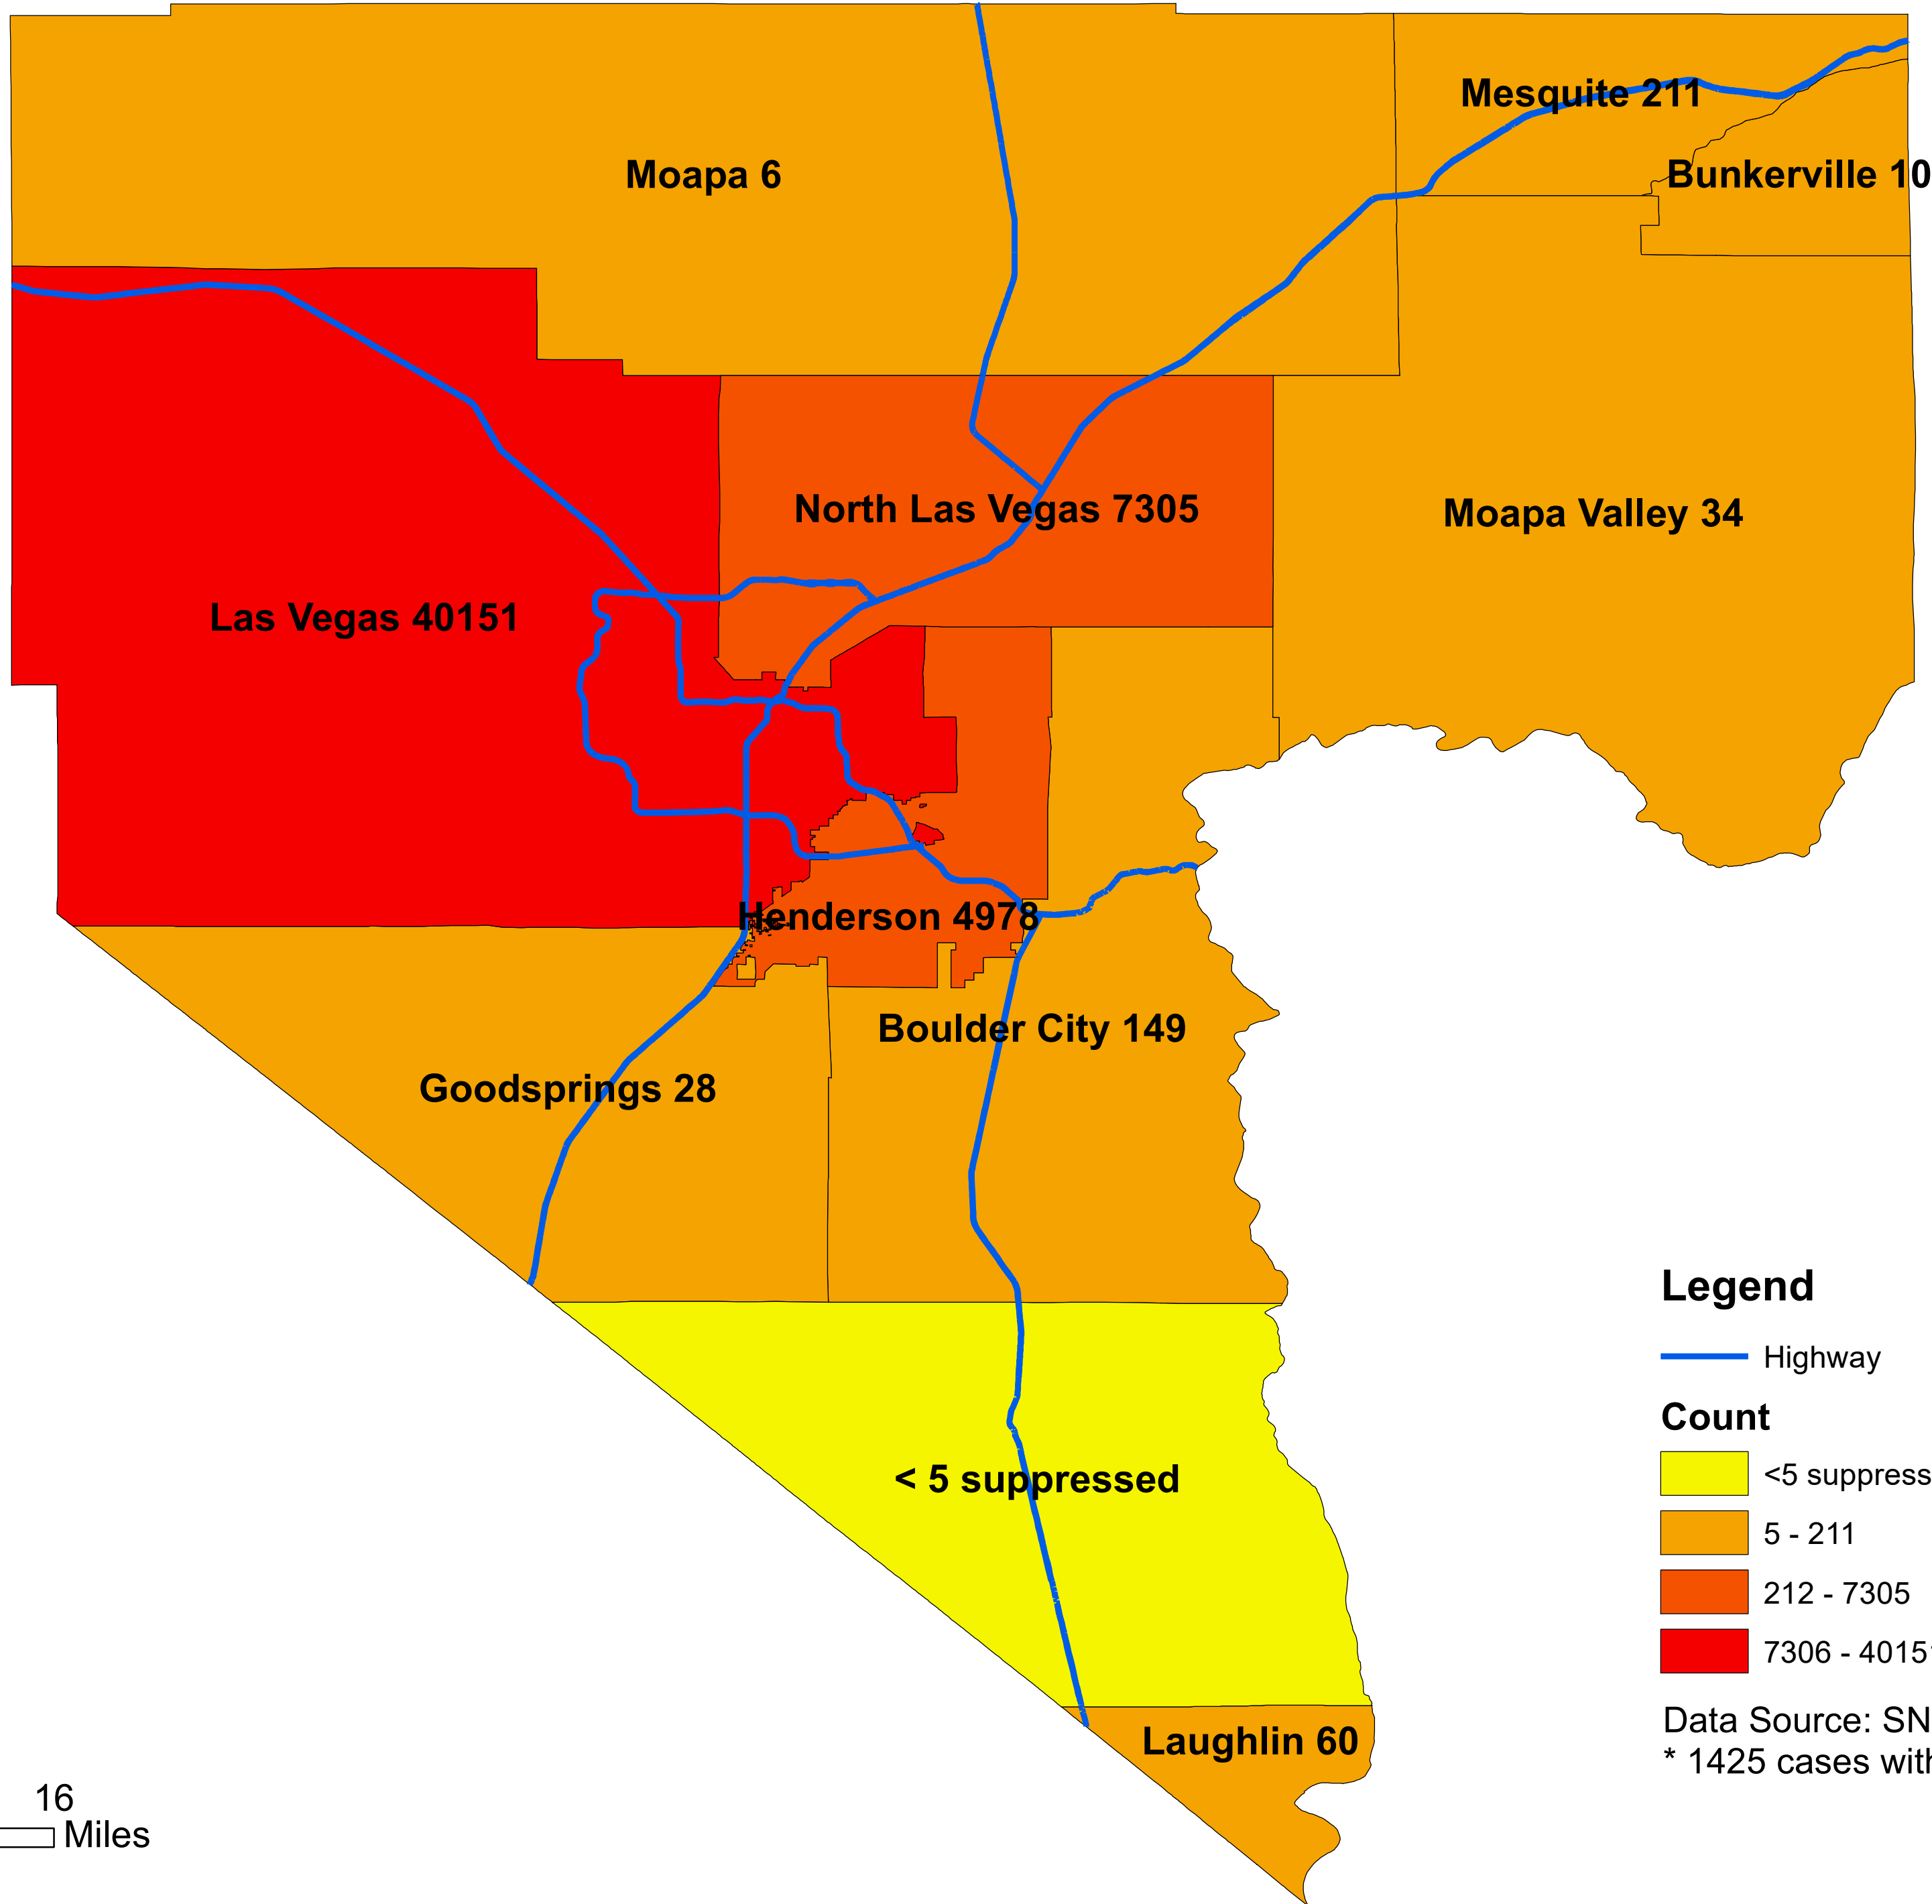 Mesquite 211
Moapa 6
Bunkerville 10
North Las Vegas 7305
Moapa Valley 34
Las Vegas 40151
Henderson 4978
Boulder City 149
Goodsprings 28
Legend
Highway
Count
< 5 suppressed
<5 suppress
5 - 211
212 - 7305
7306 - 40151
Data Source: SN
Laughlin 60
* 1425 cases with
16
Miles